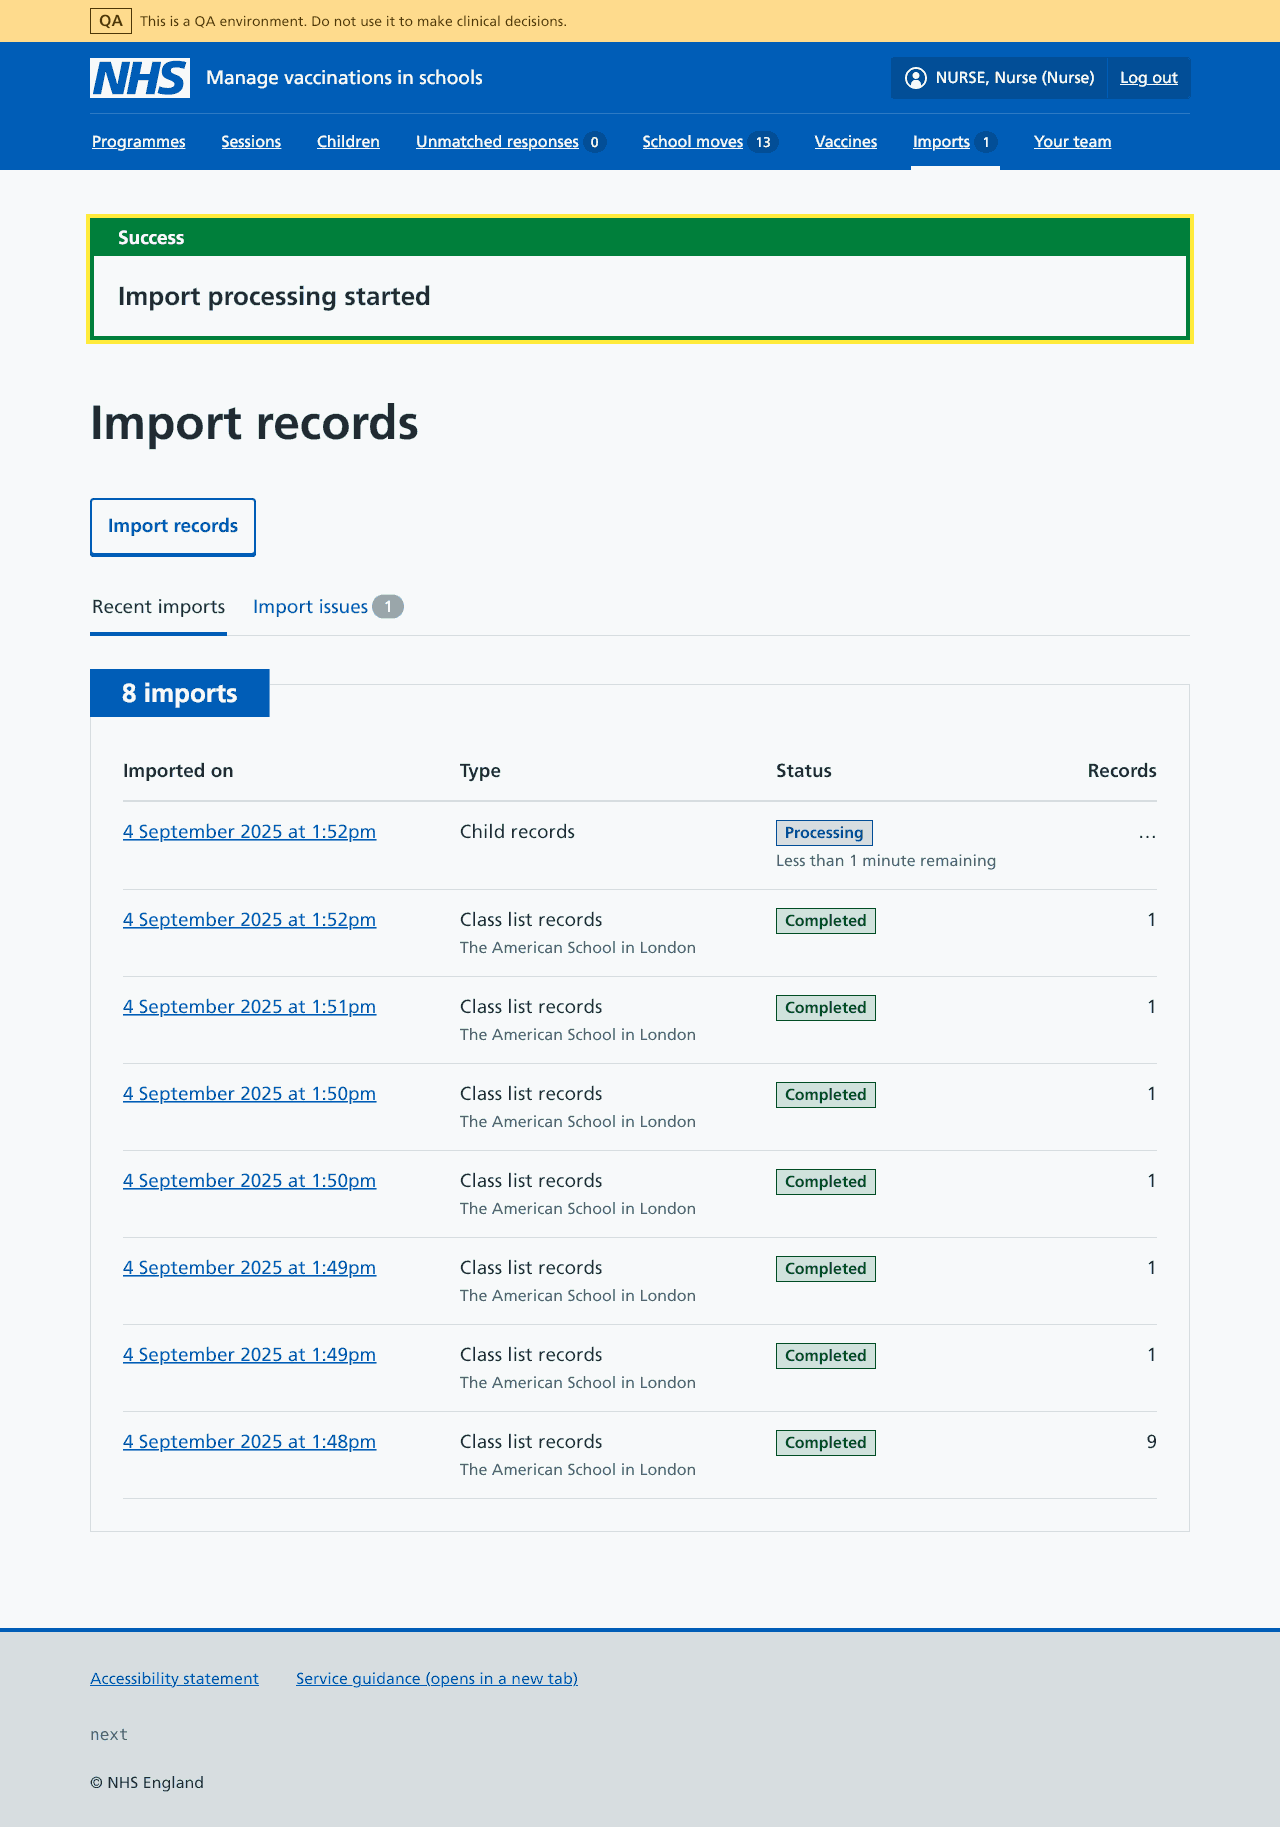 QA This is a QA environment. Do not use it to make clinical decisions.
NHS Manage vaccinations in schools NURSE, Nurse (Nurse) Log out
Programmes Sessions Children Unmatched responses 0 School moves 13 Vaccines Imports 1 Your team
Success
Import processing started
Import records
Import records
Recent imports Import issues 1
8 imports
Imported on Type Status Records
4 September 2025 at 1:52pm Child records Processing ...
Less than 1 minute remaining
4 September 2025 at 1:52pm Class list records Completed 1
The American School in London
4 September 2025 at 1:51pm Class list records Completed 1
The American School in London
4 September 2025 at 1:50pm Class list records Completed 1
The American School in London
4 September 2025 at 1:50pm Class list records Completed 1
The American School in London
4 September 2025 at 1:49pm Class list records Completed 1
The American School in London
4 September 2025 at 1:49pm Class list records Completed 1
The American School in London
4 September 2025 at 1:48pm Class list records Completed 9
The American School in London
Accessibility statement Service guidance (opens in a new tab)
next
© NHS England